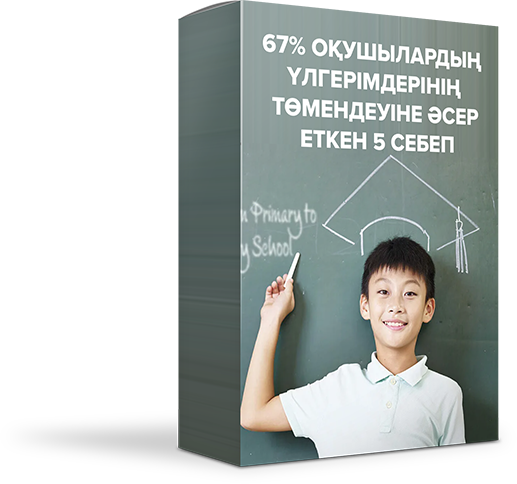 67% ОҚУШЫЛАРДЫҢ
ҮЛГЕРІМДЕРІНІҢ
ТӨМЕНДЕУІНЕ ӘСЕР
ЕТКЕН 5 СЕБЕП
Primary to
School